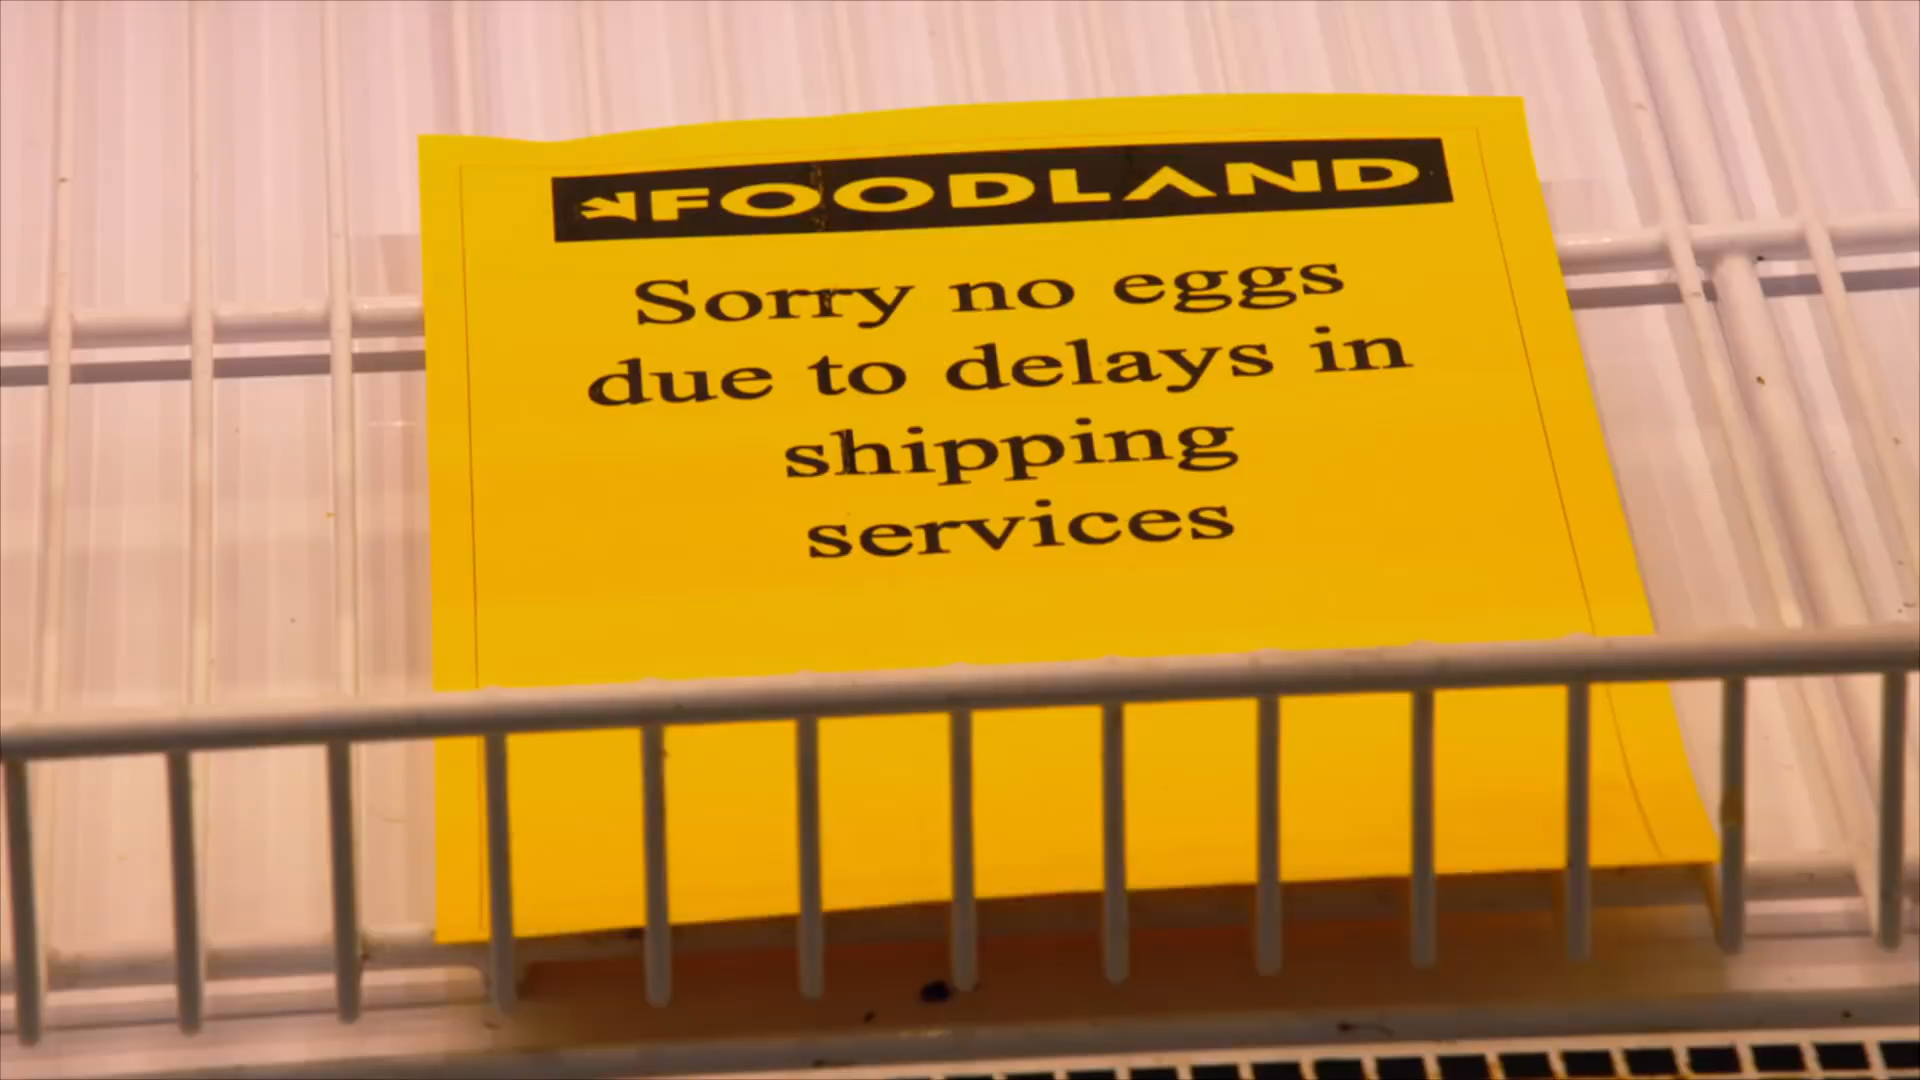 FOODLAND
Sorry no eggs
due to delays in
shipping
services